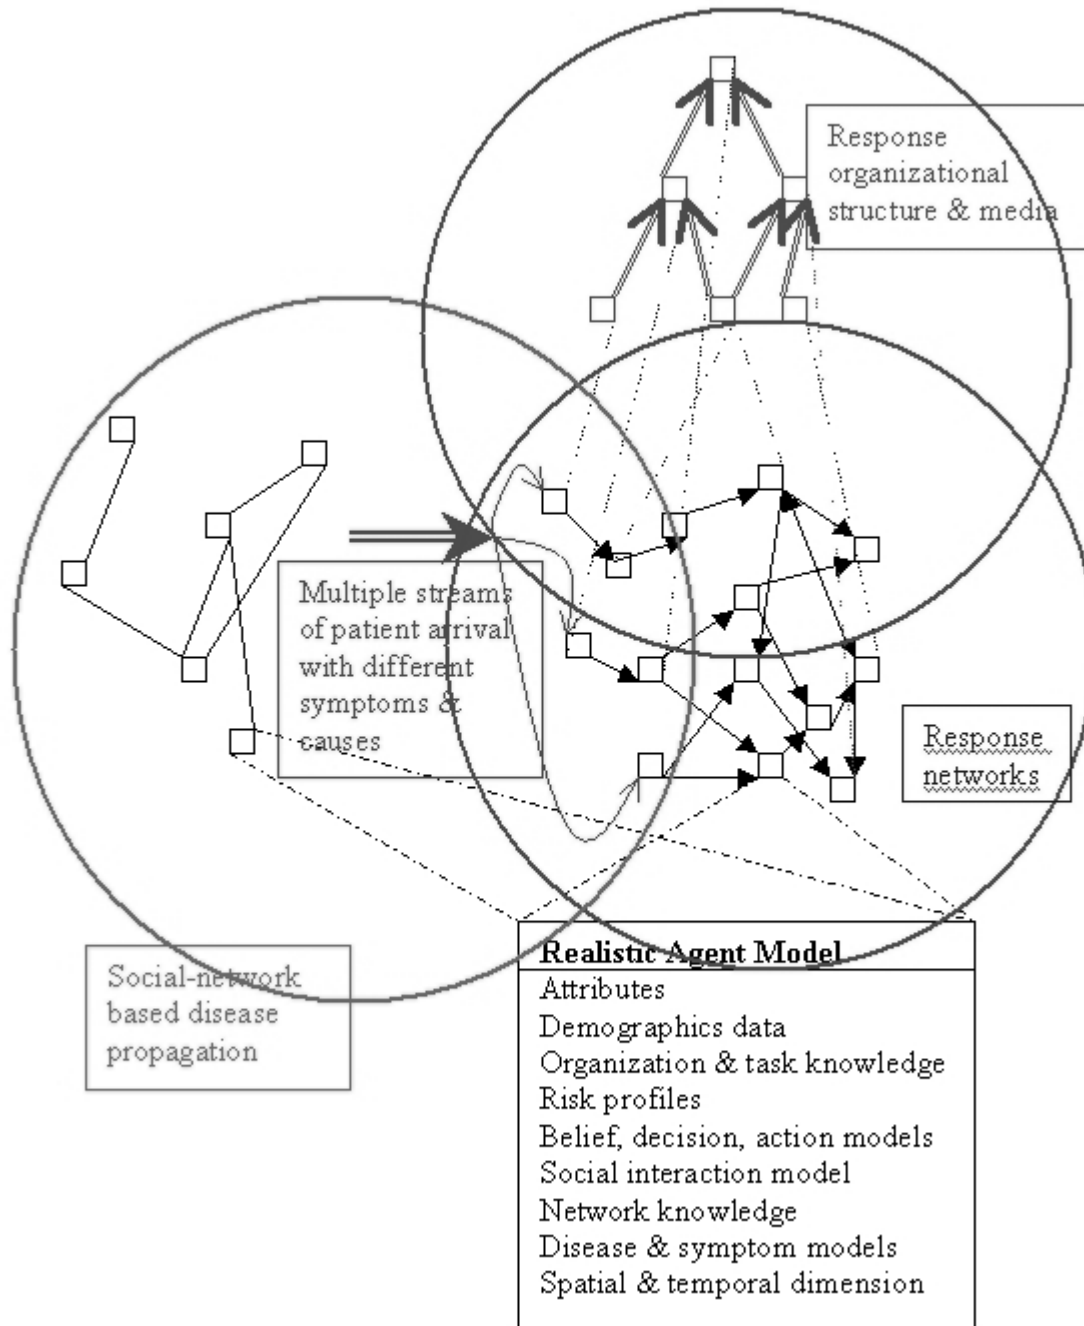 Response
organizational
structure & media
Multiple streams
of patient arrival
with different
symptoms &
causes
Response
networks
Social-network
based disease
propagation
Realistic Agent Model
Attributes
Demographics data
Organization & task knowledge
Risk profiles
Belief, decision, action models
Social interaction model
Network knowledge
Disease & symptom models
Spatial & temporal dimension